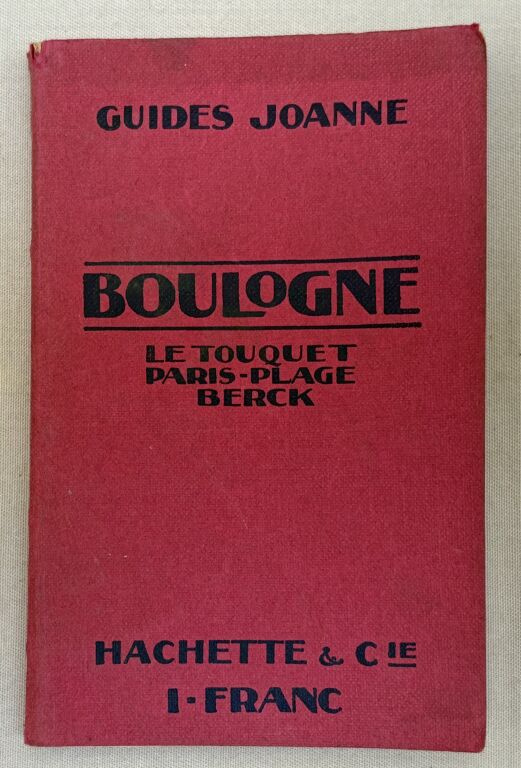 GUIDES JOANNE
BOULOGNE
LE TOUQUET
PARIS-PLAGE
BERCK
HACHETTE & CIE
1-FRANC